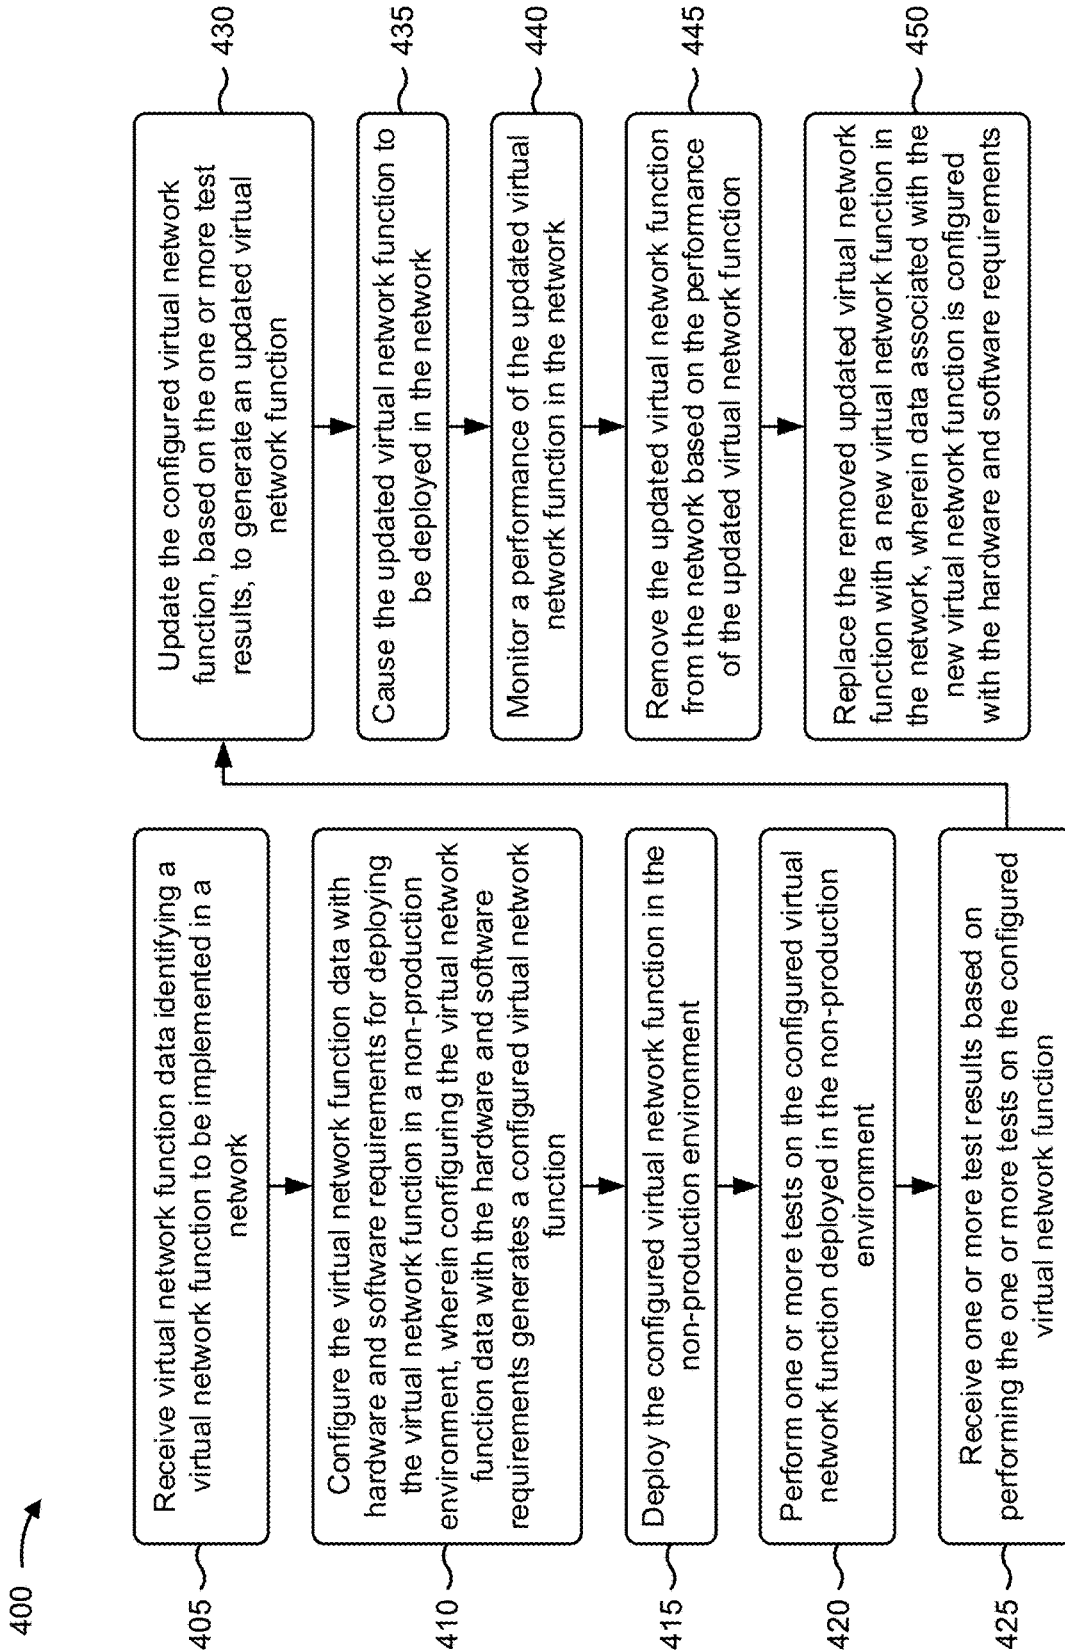 400
405
Receive virtual network function data identifying a
virtual network function to be implemented in a
network
410
Configure the virtual network function data with
hardware and software requirements for deploying
the virtual network function in a non-production
environment, wherein configuring the virtual network
function data with the hardware and software
requirements generates a configured virtual network
function
415
Deploy the configured virtual network function in the
non-production environment
420
Perform one or more tests on the configured virtual
network function deployed in the non-production
environment
425
Receive one or more test results based on
performing the one or more tests on the configured
virtual network function
430
Update the configured virtual network
function, based on the one or more test
results, to generate an updated virtual
network function
435
Cause the updated virtual network function to
be deployed in the network
440
Monitor a performance of the updated virtual
network function in the network
445
Remove the updated virtual network function
from the network based on the performance
of the updated virtual network function
450
Replace the removed updated virtual network
function with a new virtual network function in
the network, wherein data associated with the
new virtual network function is configured
with the hardware and software requirements